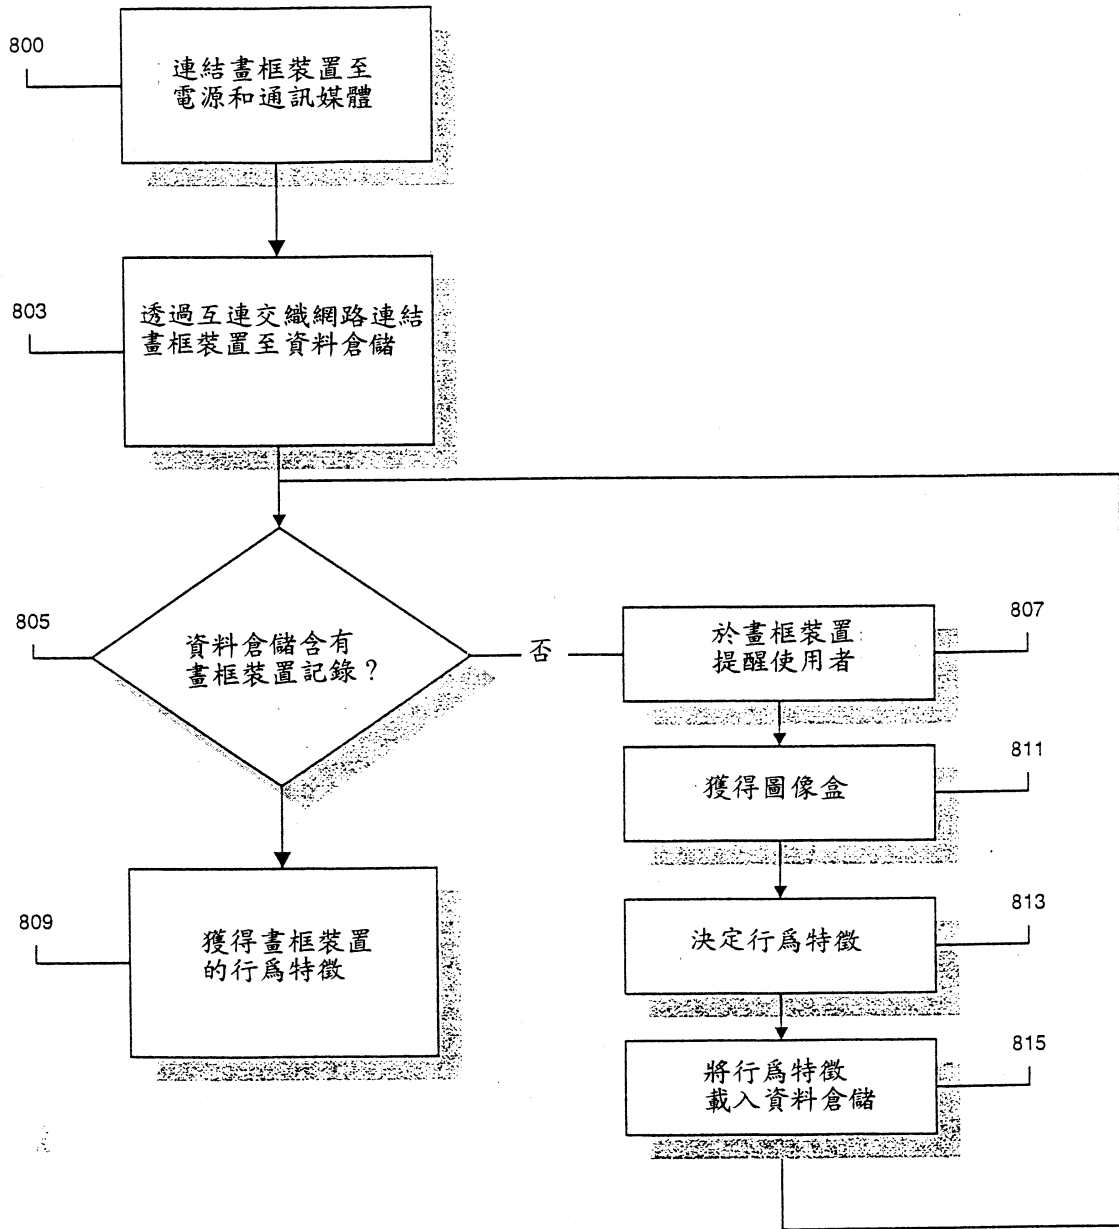 800
連結畫框裝置至
電源和通訊媒體
803
透過互連交織網路連結
畫框裝置至資料倉儲
805
資料倉儲含有
畫框裝置記錄？
否
807
於畫框裝置
提醒使用者
811
獲得圖像盒
809
獲得畫框裝置
的行爲特徵
813
決定行爲特徵
815
將行爲特徵
載入資料倉儲